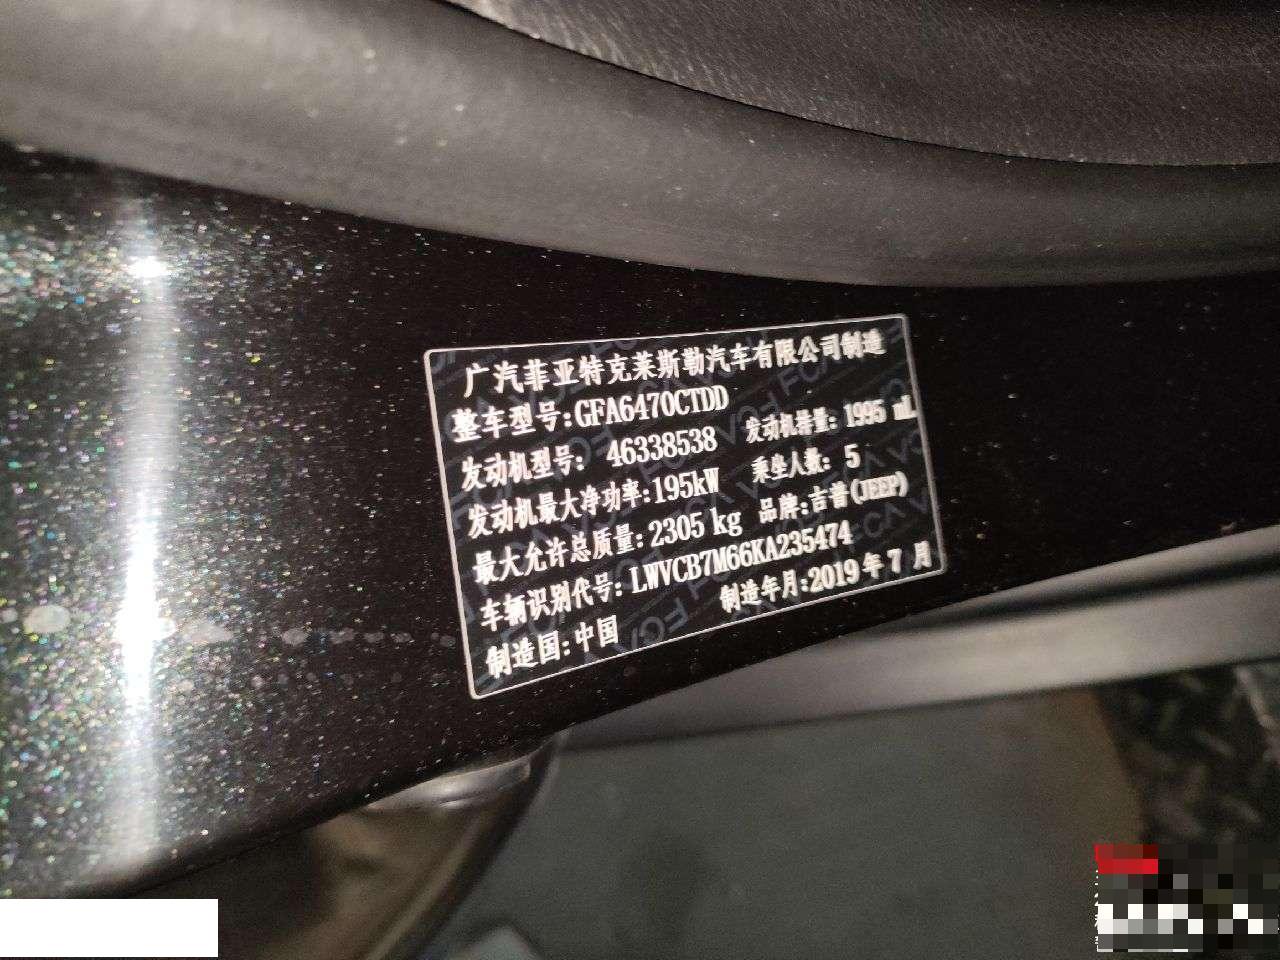 广汽菲亚特克莱斯勒汽车有限公司制造
整车型号:GFA6470CTDD
发动机型号: 46338538 发动机排量: 1995 mL
发动机最大净功率:195kW 乘坐人数: 5
最大允许总质量: 2305 kg 品牌:吉普(JEEP)
车辆识别代号: LWVCB7M66KA235474
制造国:中国 制造年月:2019 年 7 月